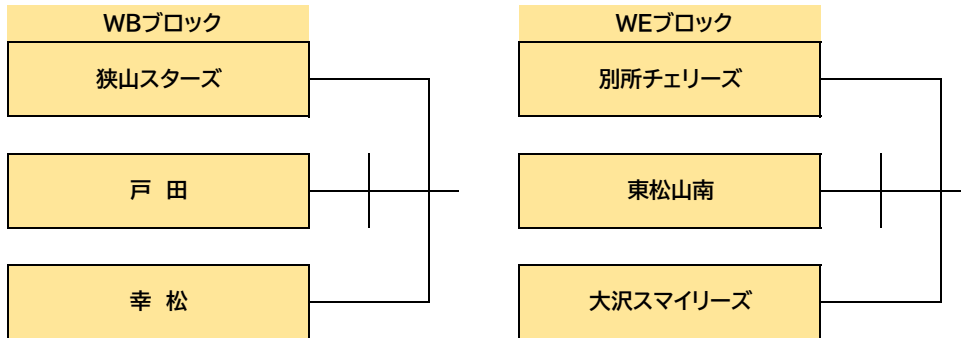 WBブロック
狭山スターズ
戸 田
幸 松
WEブロック
別所チェリーズ
東松山南
大沢スマイリーズ